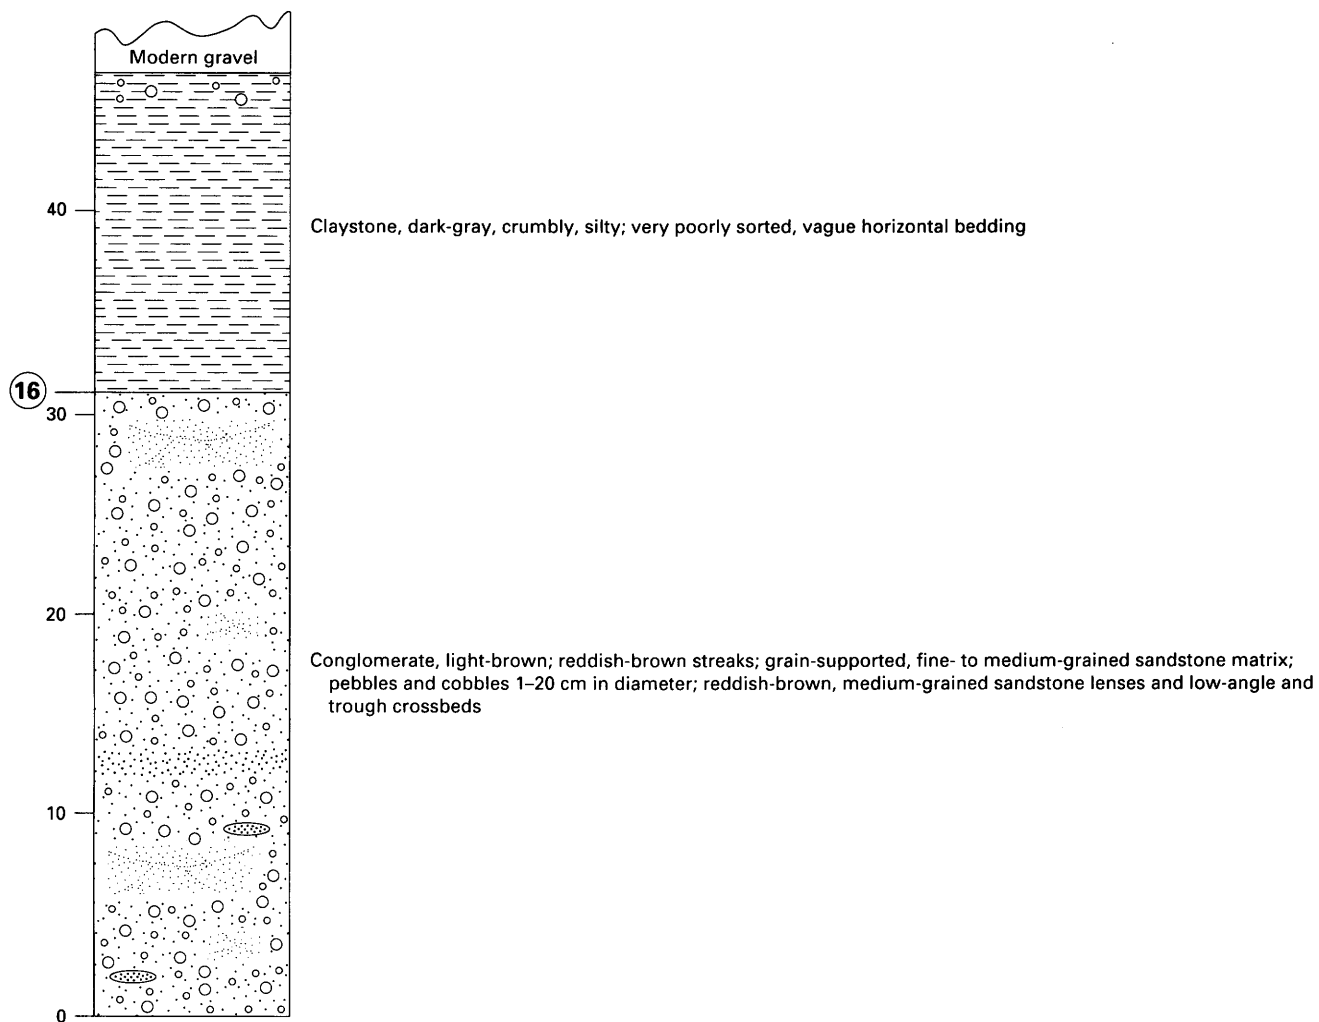 Modern gravel
40
Claystone, dark-gray, crumbly, silty; very poorly sorted, vague horizontal bedding
16
30
20
Conglomerate, light-brown; reddish-brown streaks; grain-supported, fine- to medium-grained sandstone matrix;
pebbles and cobbles 1–20 cm in diameter; reddish-brown, medium-grained sandstone lenses and low-angle and
trough crossbeds
10
0